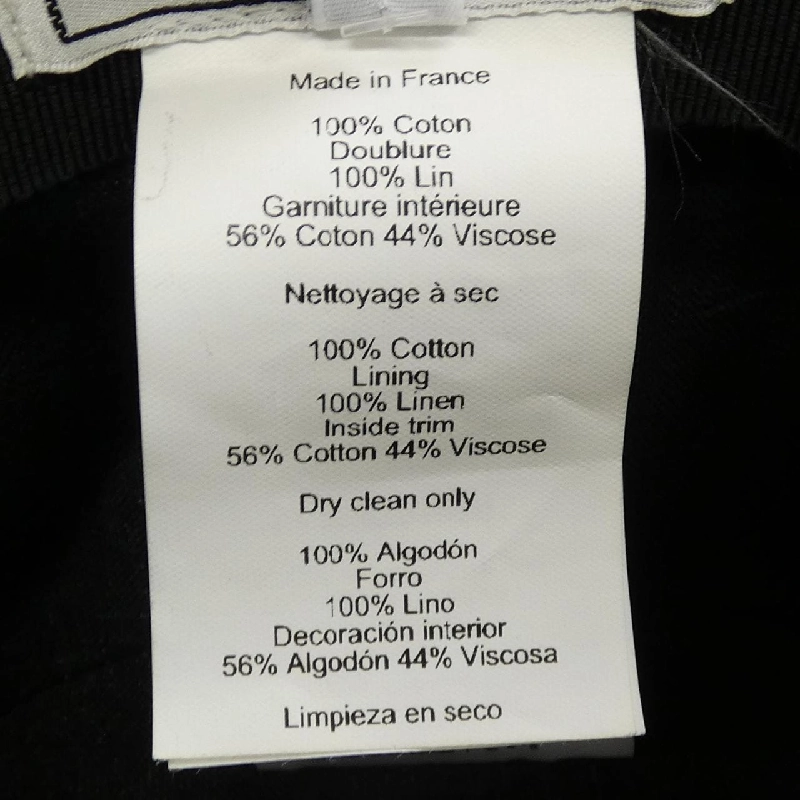 Made in France
100% Coton
Doublure
100% Lin
Garniture intérieure
56% Coton 44% Viscose
Nettoyage à sec
100% Cotton
Lining
100% Linen
Inside trim
56% Cotton 44% Viscose
Dry clean only
100% Algodón
Forro
100% Lino
Decoración interior
56% Algodón 44% Viscosa
Limpieza en seco